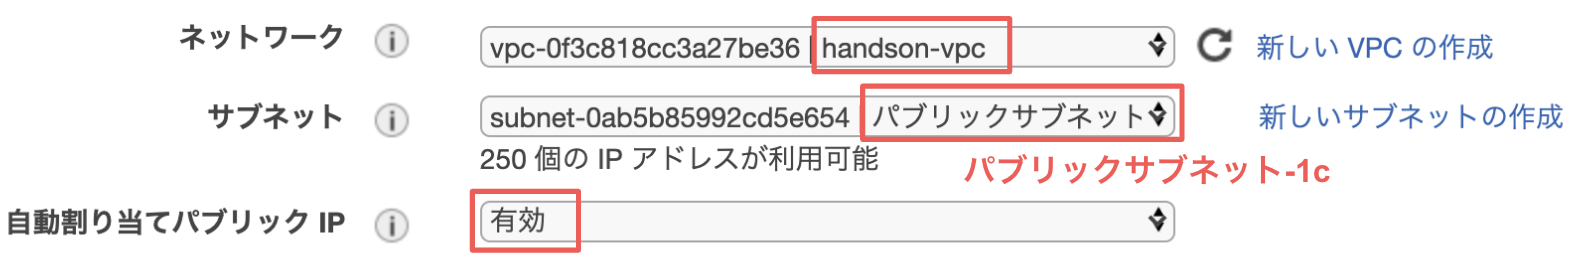 ネットワーク i vpc-0f3c818cc3a27be36 | handson-vpc 新しい VPC の作成
サブネット i subnet-0ab5b85992cd5e654 パブリックサブネット 新しいサブネットの作成
250 個の IP アドレスが利用可能
パブリックサブネット-1c
自動割り当てパブリック IP i 有効